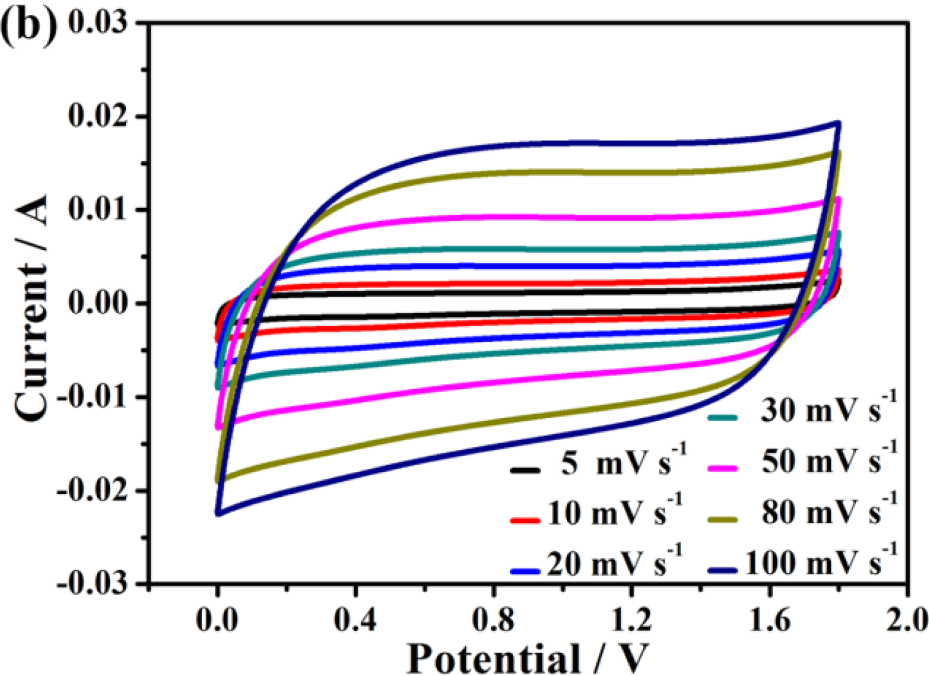 (b)
0.03
0.02
0.01
0.00
-0.01
-0.02
-0.03
Current / A
30 mV s⁻¹
5 mV s⁻¹
50 mV s⁻¹
10 mV s⁻¹
80 mV s⁻¹
20 mV s⁻¹
100 mV s⁻¹
0.0 0.4 0.8 1.2 1.6 2.0
Potential / V